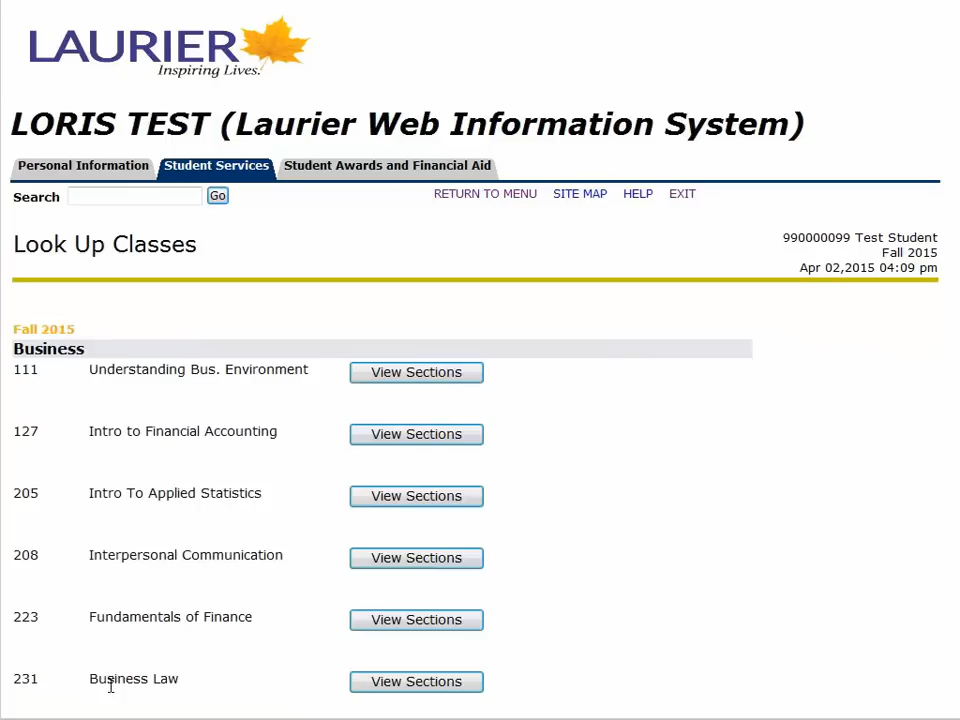 LAURIER
Inspiring Lives.
LORIS TEST (Laurier Web Information System)
Personal Information Student Services Student Awards and Financial Aid
Search Go RETURN TO MENU SITE MAP HELP EXIT
Look Up Classes
990000099 Test Student
Fall 2015
Apr 02,2015 04:09 pm
Fall 2015
Business
111 Understanding Bus. Environment View Sections
127 Intro to Financial Accounting View Sections
205 Intro To Applied Statistics View Sections
208 Interpersonal Communication View Sections
223 Fundamentals of Finance View Sections
231 Business Law View Sections